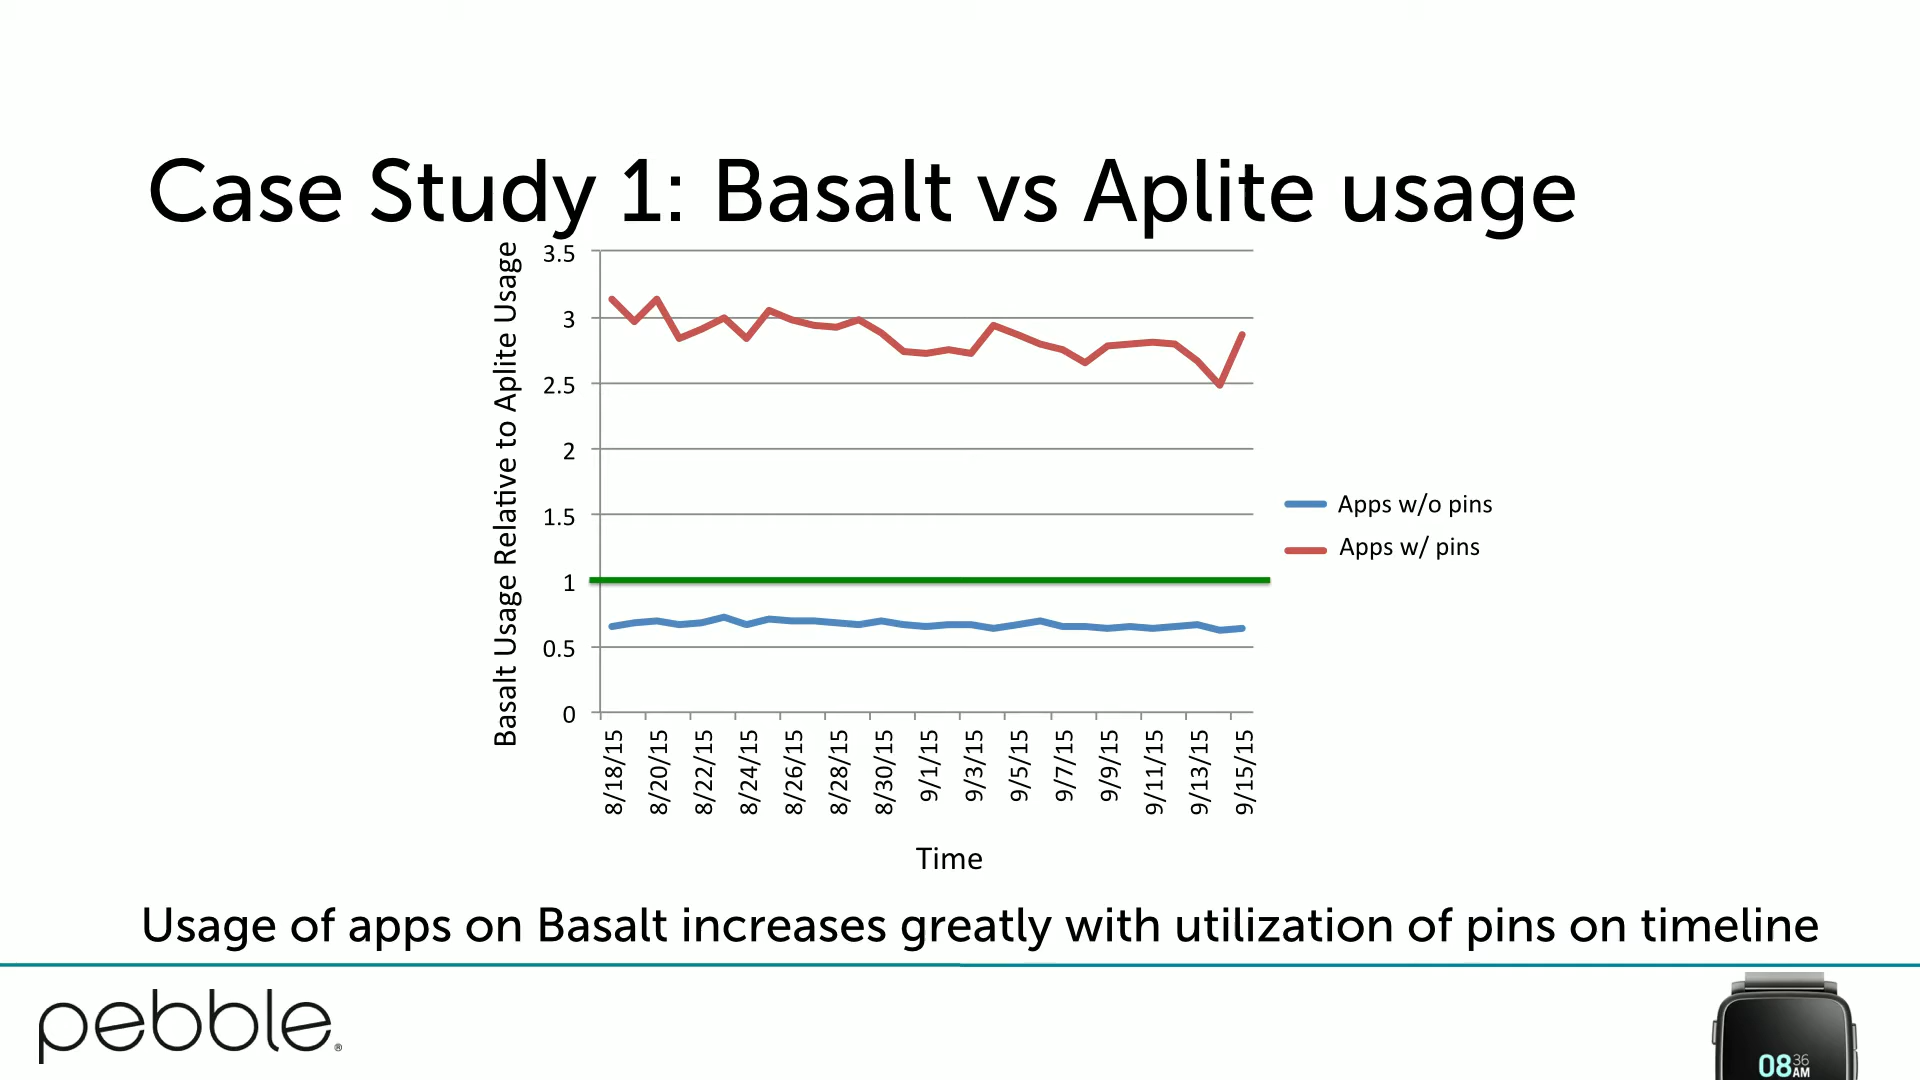 Case Study 1: Basalt vs Aplite usage
Basalt Usage Relative to Aplite Usage
3.5
3
2.5
2
1.5
1
0.5
0
8/18/15
8/20/15
8/22/15
8/24/15
8/26/15
8/28/15
8/30/15
9/1/15
9/3/15
9/5/15
9/7/15
9/9/15
9/11/15
9/13/15
9/15/15
Time
Apps w/o pins
Apps w/ pins
Usage of apps on Basalt increases greatly with utilization of pins on timeline
pebble®
08 36 AM